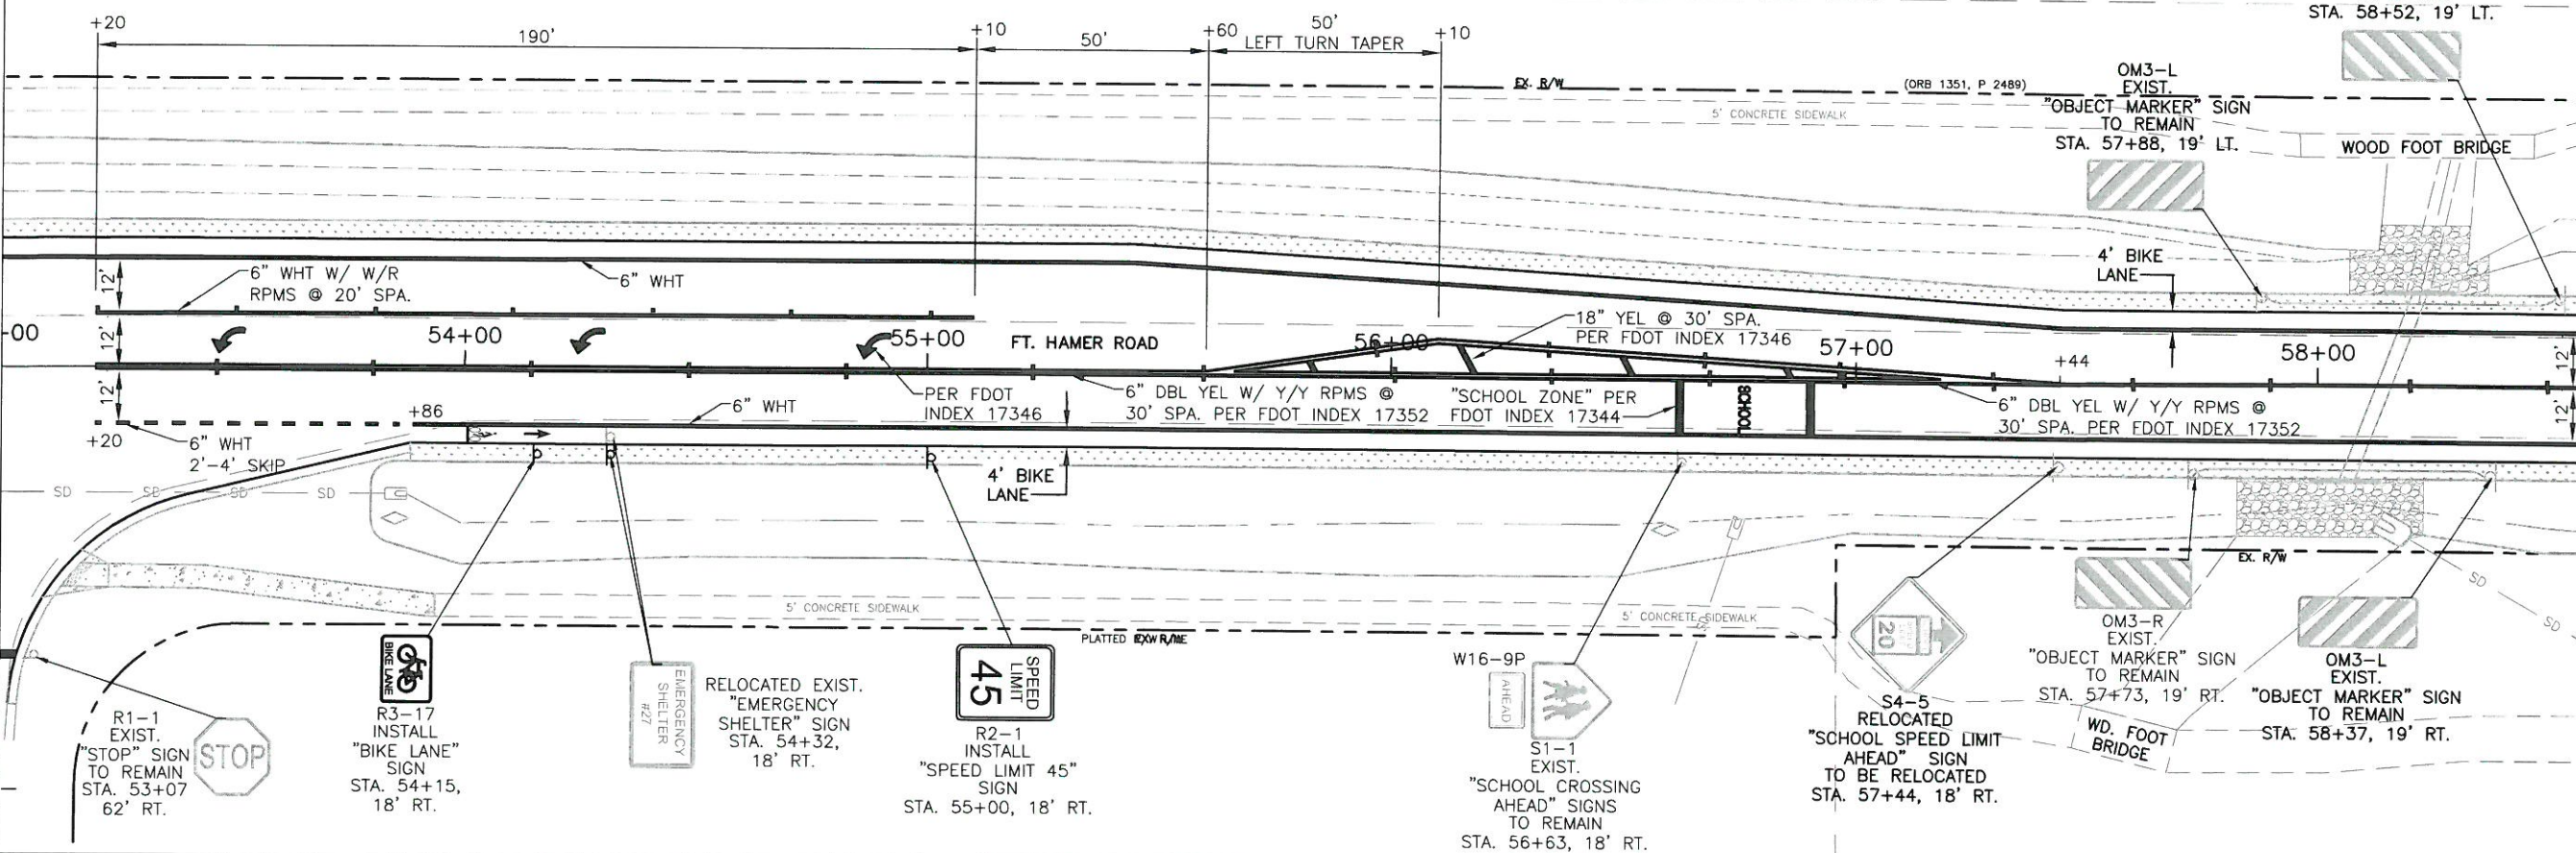 +20
190'
+10
50'
+60
50'
LEFT TURN TAPER
+10
STA. 58+52, 19' LT.
EX. R/W
(ORB 1351, P 2489)
5' CONCRETE SIDEWALK
OM3-L
EXIST.
"OBJECT MARKER" SIGN
TO REMAIN
STA. 57+88, 19' LT.
WOOD FOOT BRIDGE
4' BIKE
LANE
12'
6" WHT W/ W/R
RPMS @ 20' SPA.
6" WHT
-00
12'
54+00
55+00
FT. HAMER ROAD
56+00
18" YEL @ 30' SPA.
PER FDOT INDEX 17346
57+00
+44
58+00
12'
12'
PER FDOT
INDEX 17346
6" DBL YEL W/ Y/Y RPMS @
30' SPA. PER FDOT INDEX 17352
"SCHOOL ZONE" PER
FDOT INDEX 17344
SCHOOL
6" DBL YEL W/ Y/Y RPMS @
30' SPA. PER FDOT INDEX 17352
12'
+86
6" WHT
+20
6" WHT
2'-4' SKIP
4' BIKE
LANE
SD
SD
SD
SD
5' CONCRETE SIDEWALK
PLATTED
5' CONCRETE SIDEWALK
EX. R/W
SD
SD
R1-1
EXIST.
"STOP" SIGN
TO REMAIN
STA. 53+07
62' RT.
STOP
BIKE LANE
R3-17
INSTALL
"BIKE LANE"
SIGN
STA. 54+15,
18' RT.
EMERGENCY
SHELTER
#27
RELOCATED EXIST.
"EMERGENCY
SHELTER" SIGN
STA. 54+32,
18' RT.
SPEED
LIMIT
45
R2-1
INSTALL
"SPEED LIMIT 45"
SIGN
STA. 55+00, 18' RT.
W16-9P
AHEAD
S1-1
EXIST.
"SCHOOL CROSSING
AHEAD" SIGNS
TO REMAIN
STA. 56+63, 18' RT.
20
S4-5
RELOCATED
"SCHOOL SPEED LIMIT
AHEAD" SIGN
TO BE RELOCATED
STA. 57+44, 18' RT.
OM3-R
EXIST.
"OBJECT MARKER" SIGN
TO REMAIN
STA. 57+73, 19' RT.
WD. FOOT
BRIDGE
OM3-L
EXIST.
"OBJECT MARKER" SIGN
TO REMAIN
STA. 58+37, 19' RT.